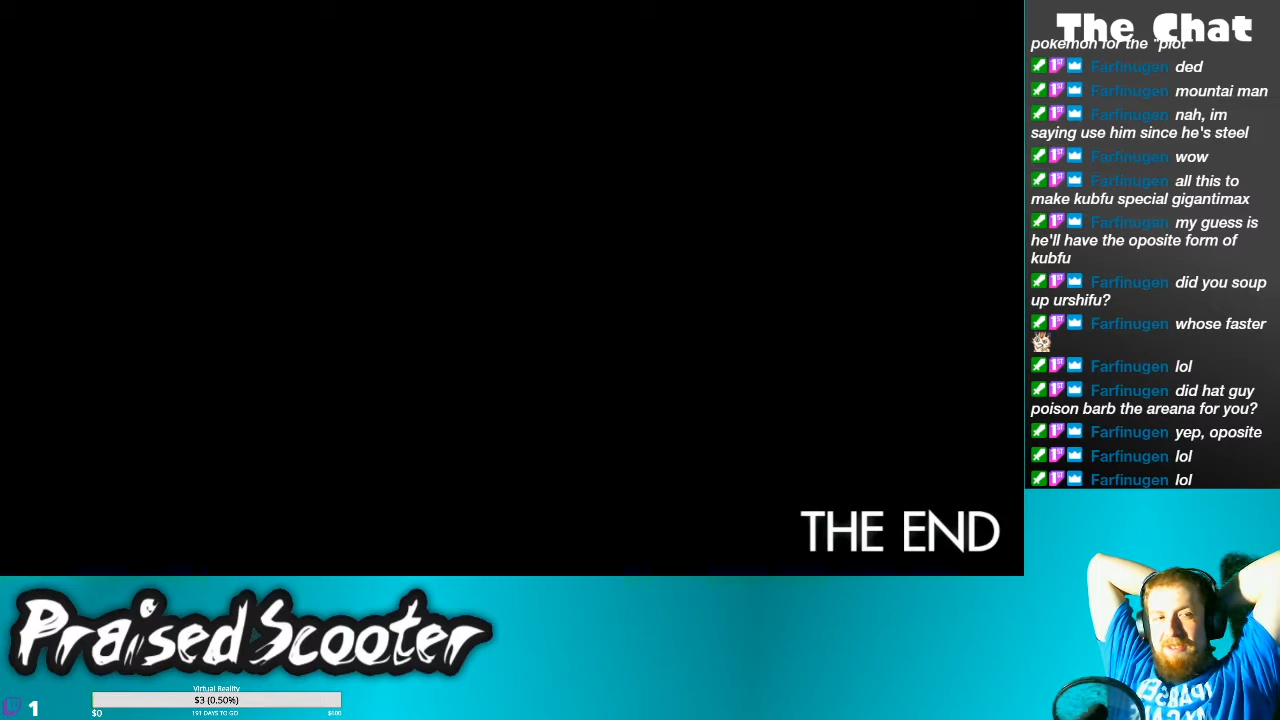 The Chat
pokemon for the "plot"
Farfinugen ded
Farfinugen mountai man
Farfinugen nah, im
saying use him since he's steel
Farfinugen wow
Farfinugen all this to
make kubfu special gigantimax
Farfinugen my guess is
he'll have the oposite form of
kubfu
Farfinugen did you soup
up urshifu?
Farfinugen whose faster
Farfinugen lol
Farfinugen did hat guy
poison barb the areana for you?
Farfinugen yep, oposite
Farfinugen lol
Farfinugen lol
THE END
PraisedScooter
Virtual Reality
$3 (0.50%)
$0 191 DAYS TO GO
1